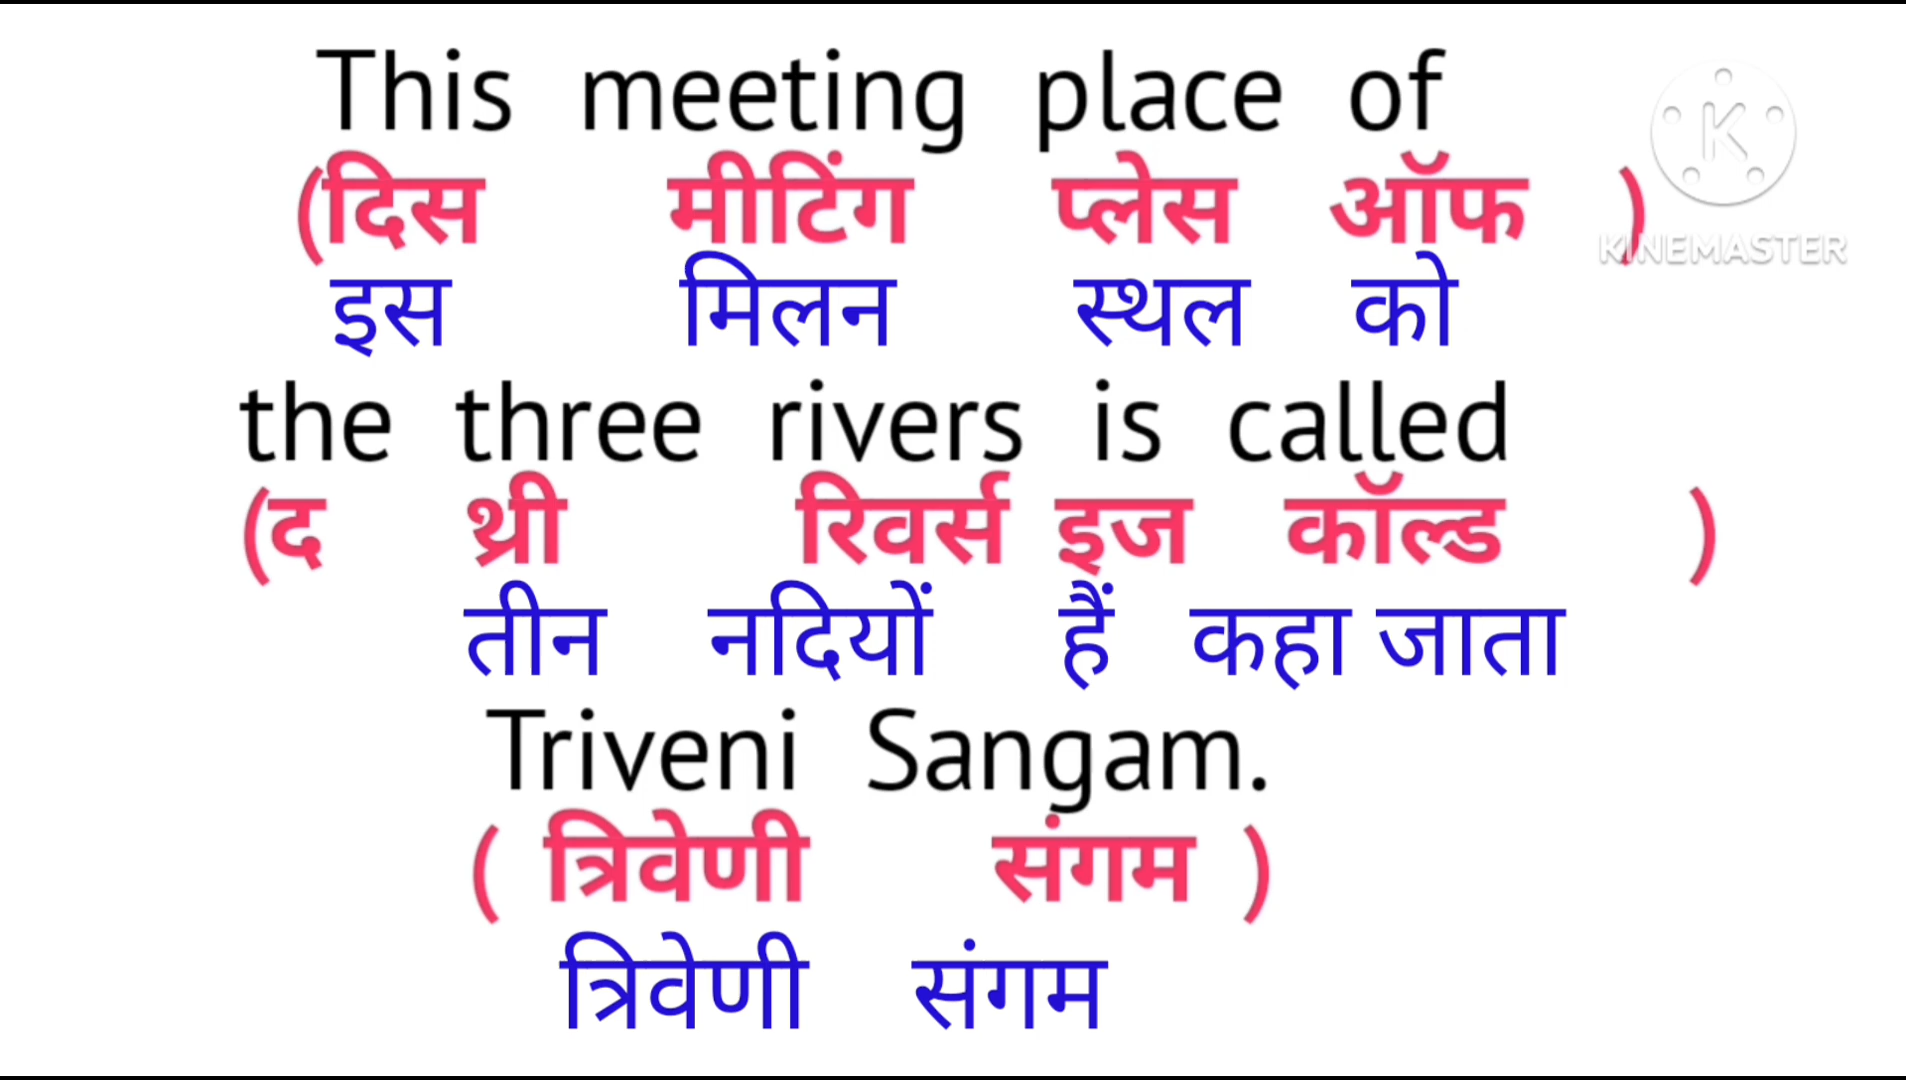 This meeting place of
(दिस मीटिंग प्लेस ऑफ )
इस मिलन स्थल को
the three rivers is called
(द थ्री रिवर्स इज कॉल्ड )
तीन नदियों हैं कहा जाता
Triveni Sangam.
( त्रिवेणी संगम )
त्रिवेणी संगम
K
KINEMASTER